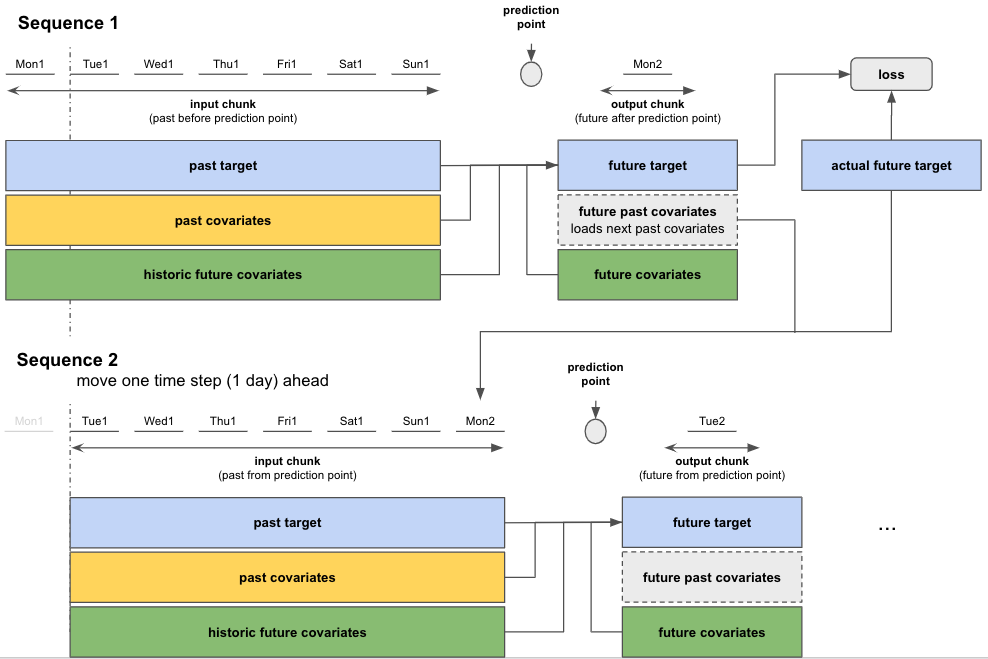 Sequence 1
prediction
point
Mon1 Tue1 Wed1 Thu1 Fri1 Sat1 Sun1 Mon2
loss
input chunk
(past before prediction point)
output chunk
(future after prediction point)
past target
future target
actual future target
past covariates
future past covariates
loads next past covariates
historic future covariates
future covariates
Sequence 2
move one time step (1 day) ahead
prediction
point
Mon1 Tue1 Wed1 Thu1 Fri1 Sat1 Sun1 Mon2 Tue2
input chunk
(past from prediction point)
output chunk
(future from prediction point)
past target
future target
...
past covariates
future past covariates
historic future covariates
future covariates